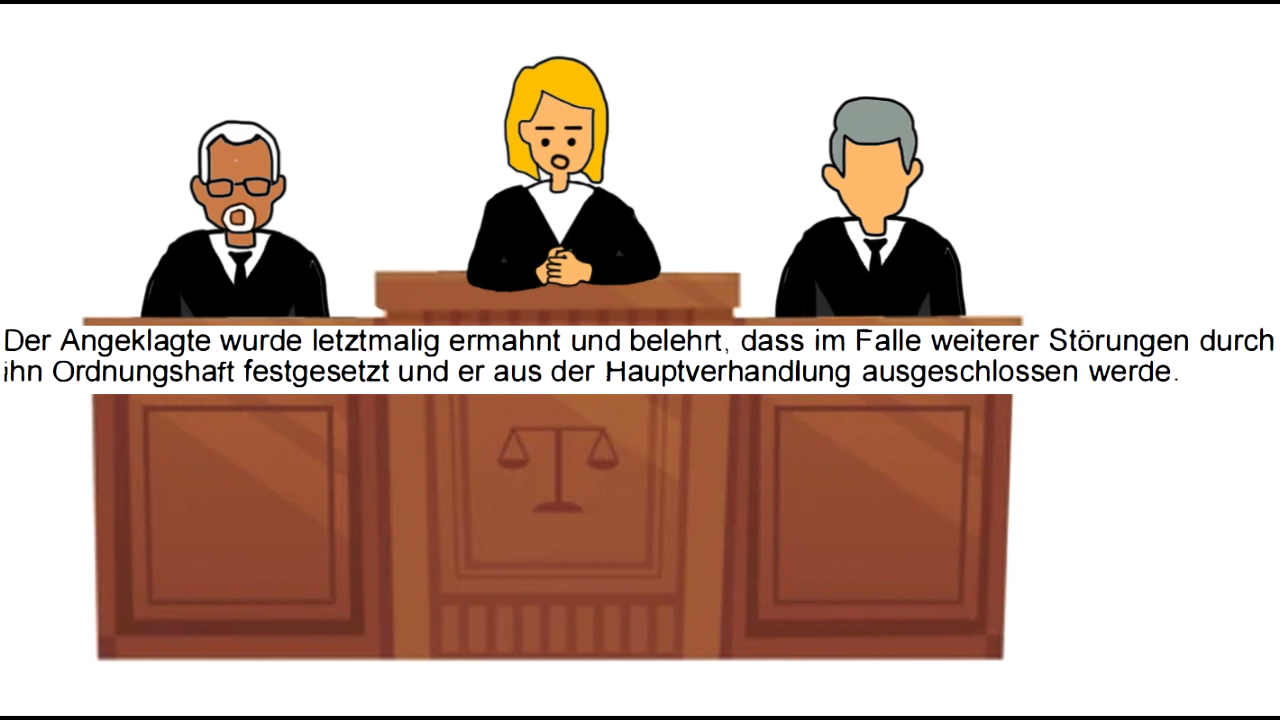 Der Angeklagte wurde letztmalig ermahnt und belehrt, dass im Falle weiterer Störungen durch
ihn Ordnungshaft festgesetzt und er aus der Hauptverhandlung ausgeschlossen werde.